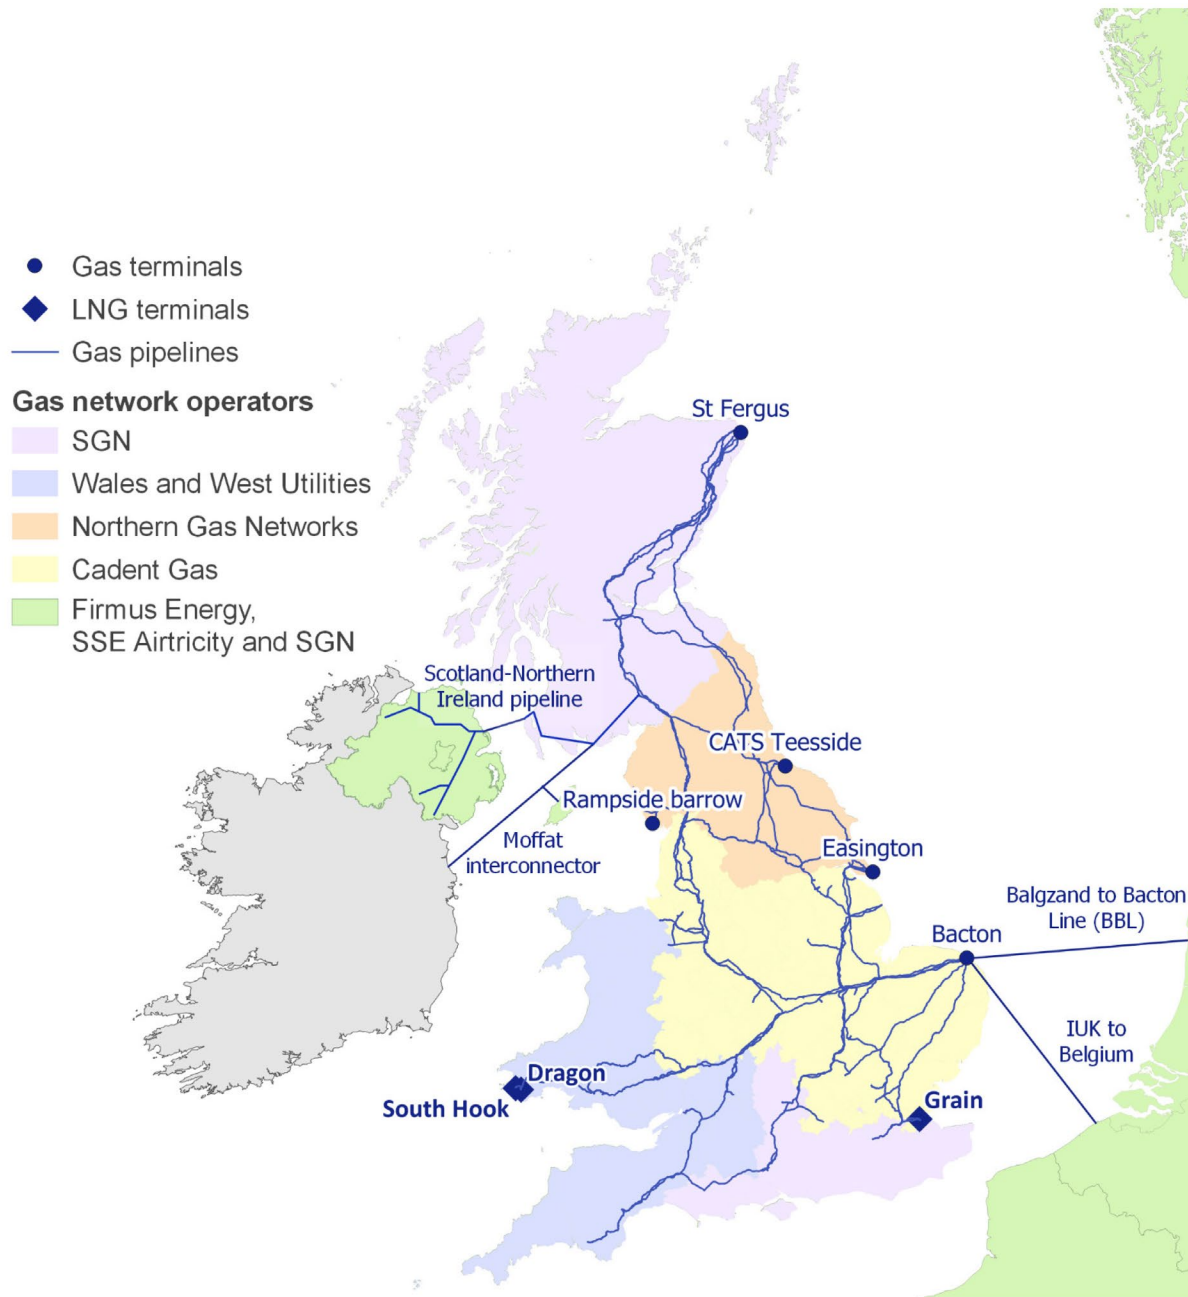 Gas terminals
LNG terminals
Gas pipelines
Gas network operators
SGN
Wales and West Utilities
Northern Gas Networks
Cadent Gas
Firmus Energy,
SSE Airtricity and SGN
St Fergus
Scotland-Northern
Ireland pipeline
CATS Teesside
Rampside barrow
Moffat
interconnector
Easington
Balgzand to Bacton
Line (BBL)
Bacton
IUK to
Belgium
Dragon
South Hook
Grain